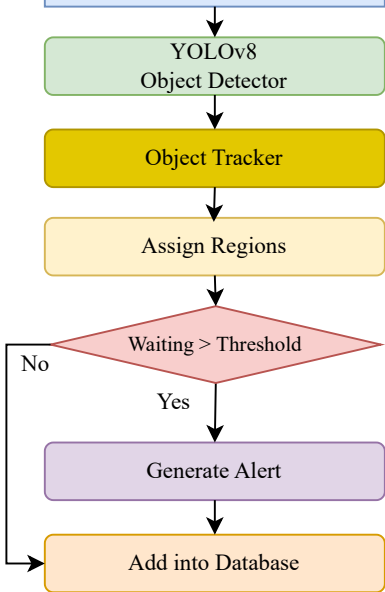 YOLOv8
Object Detector
Object Tracker
Assign Regions
Waiting > Threshold
No
Yes
Generate Alert
Add into Database